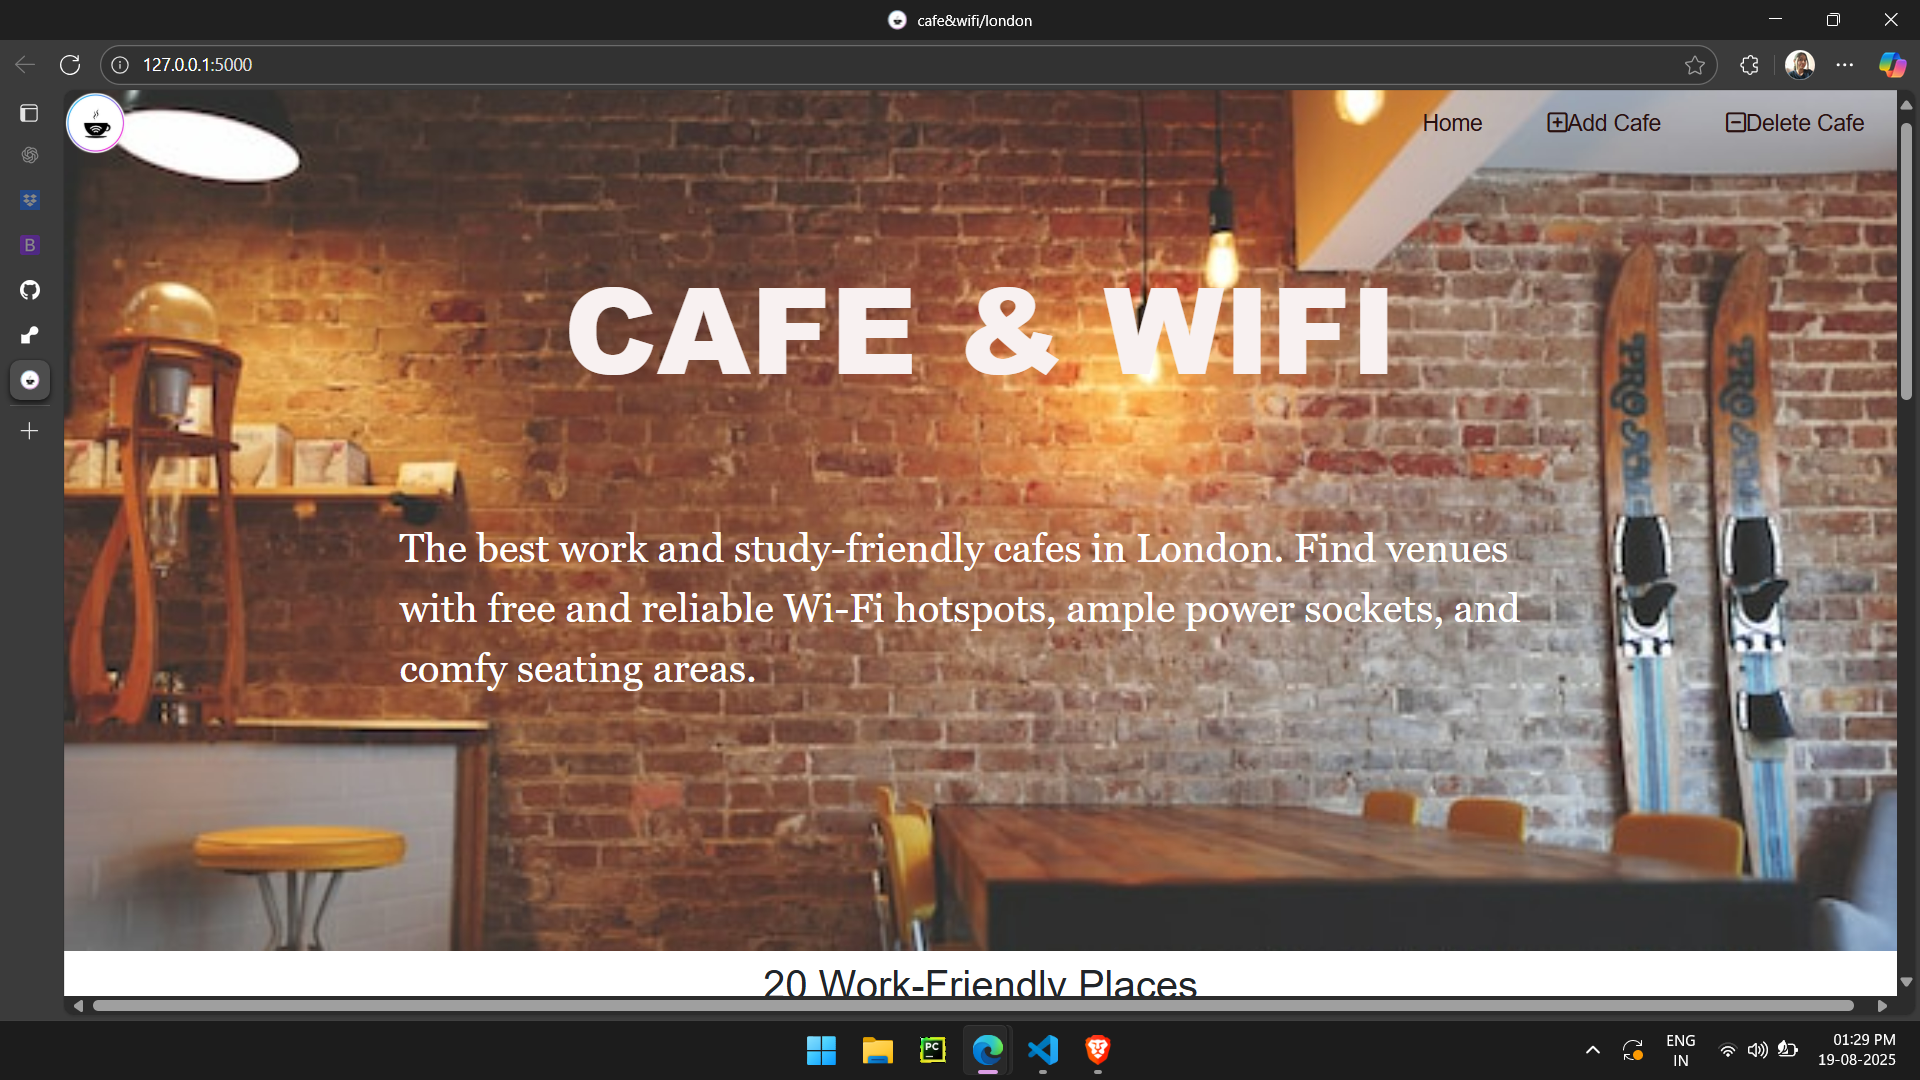 cafe&wifi/london
127.0.0.1:5000
Home
Add Cafe
Delete Cafe
CAFE & WIFI
PRO
PRO
The best work and study-friendly cafes in London. Find venues
with free and reliable Wi-Fi hotspots, ample power sockets, and
comfy seating areas.
20 Work-Friendly Places
B
PC
ENG
IN
01:29 PM
19-08-2025